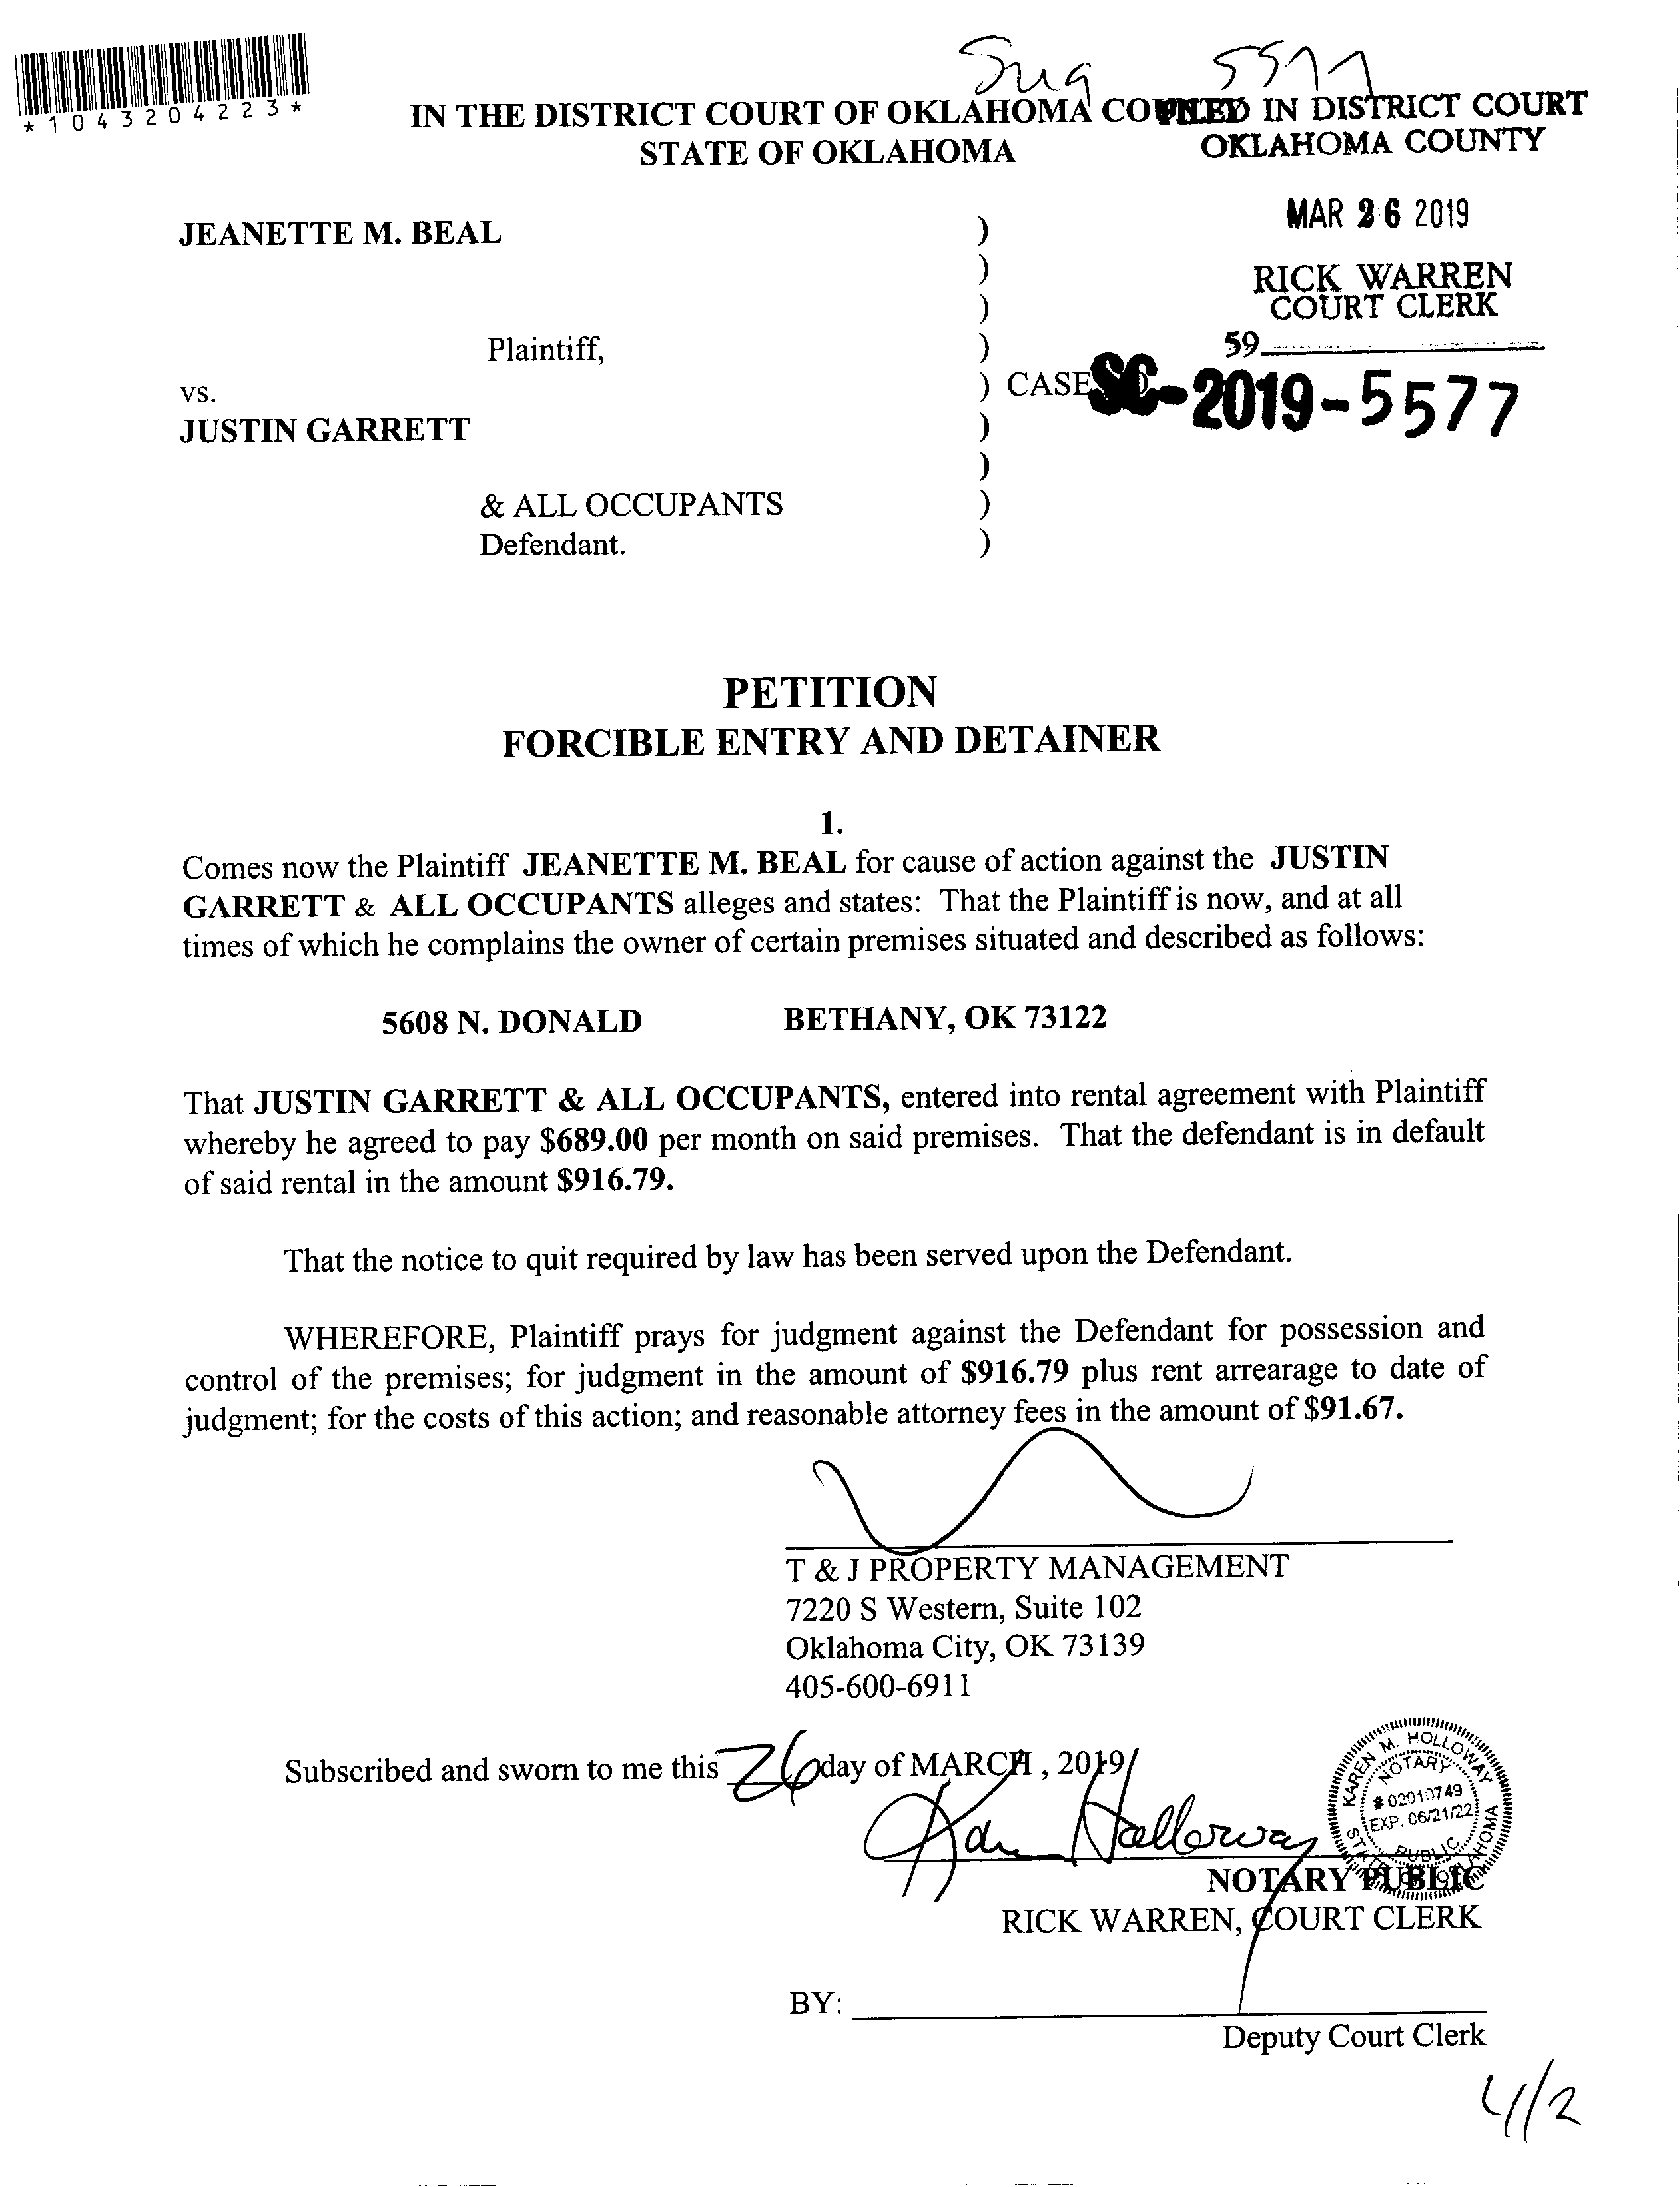 *1043204223*
IN THE DISTRICT COURT OF OKLAHOMA
STATE OF OKLAHOMA
FILED IN DISTRICT COURT
OKLAHOMA COUNTY
MAR 26 2019
RICK WARREN
COURT CLERK
59
JEANETTE M. BEAL )
)
)
Plaintiff, )
vs. ) CASE
SC-2019-5577
JUSTIN GARRETT )
)
& ALL OCCUPANTS )
Defendant. )
PETITION
FORCIBLE ENTRY AND DETAINER
1.
Comes now the Plaintiff JEANETTE M. BEAL for cause of action against the JUSTIN
GARRETT & ALL OCCUPANTS alleges and states: That the Plaintiff is now, and at all
times of which he complains the owner of certain premises situated and described as follows:
5608 N. DONALD BETHANY, OK 73122
That JUSTIN GARRETT & ALL OCCUPANTS, entered into rental agreement with Plaintiff
whereby he agreed to pay $689.00 per month on said premises. That the defendant is in default
of said rental in the amount $916.79.
That the notice to quit required by law has been served upon the Defendant.
WHEREFORE, Plaintiff prays for judgment against the Defendant for possession and
control of the premises; for judgment in the amount of $916.79 plus rent arrearage to date of
judgment; for the costs of this action; and reasonable attorney fees in the amount of $91.67.
T & J PROPERTY MANAGEMENT
7220 S Western, Suite 102
Oklahoma City, OK 73139
405-600-6911
Subscribed and sworn to me this 26 day of MARCH , 2019
Karen Holloway
KAREN M. HOLLOWAY
NOTARY
# 02010749
EXP. 06/21/22
PUBLIC
STATE OF OKLAHOMA
NOTARY PUBLIC
RICK WARREN, COURT CLERK
BY:
Deputy Court Clerk
4/2